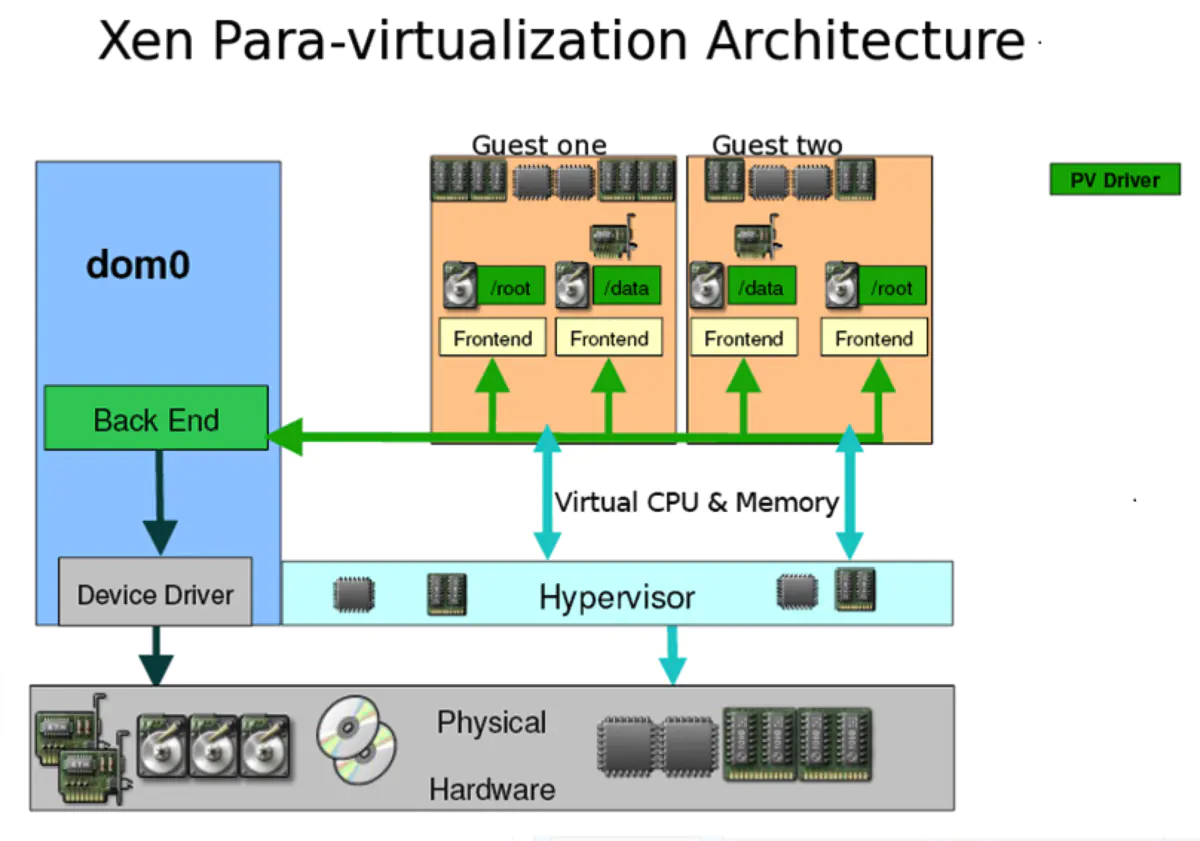 Xen Para-virtualization Architecture
Guest one
Guest two
PV Driver
dom0
/root
/data
/data
/root
Frontend
Frontend
Frontend
Frontend
Back End
Virtual CPU & Memory
Device Driver
Hypervisor
Physical
Hardware